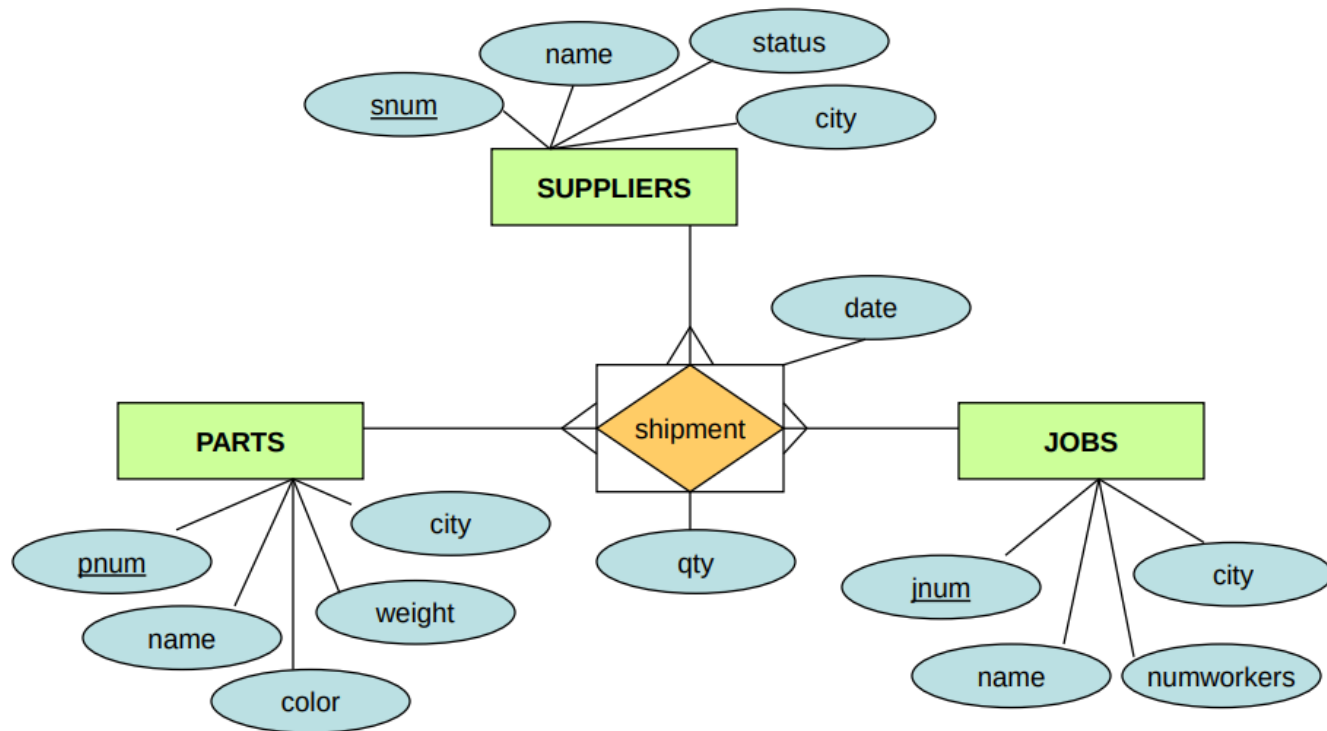 status
name
snum
city
SUPPLIERS
date
PARTS
shipment
JOBS
city
pnum
qty
city
jnum
weight
name
name
numworkers
color